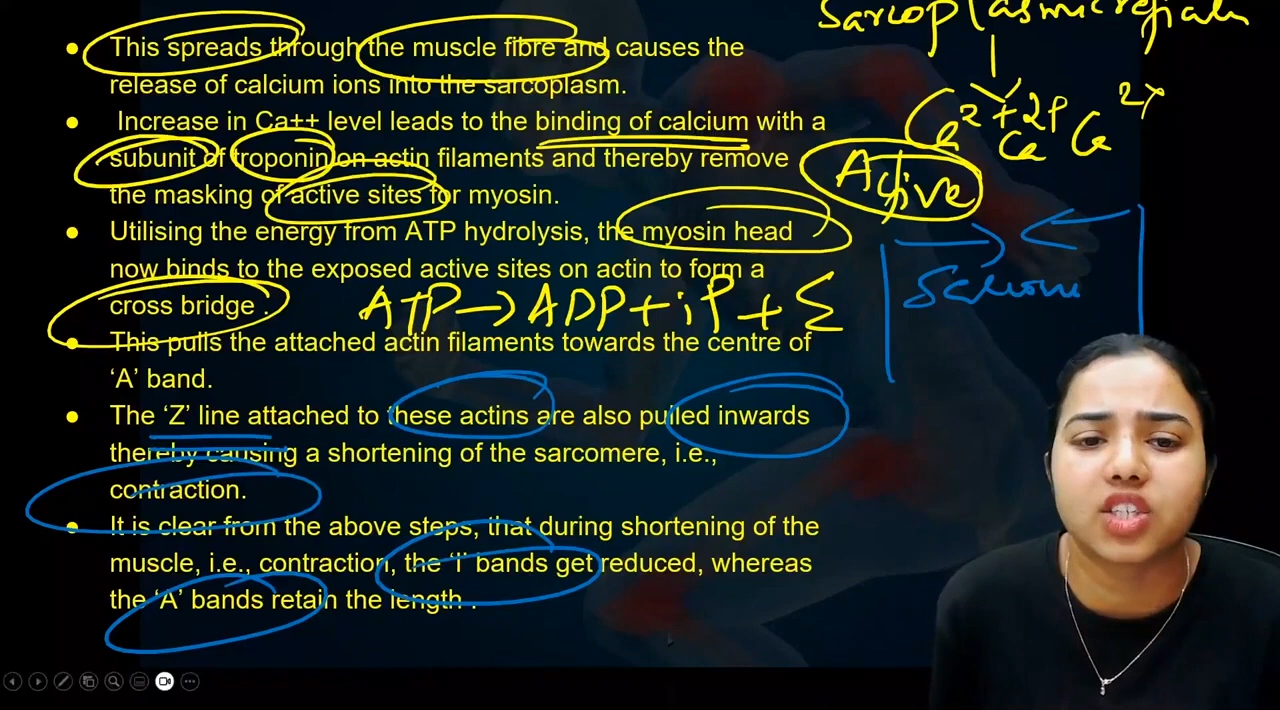 Sarcoplasmic
This spreads through the muscle fibre and causes the
release of calcium ions into the sarcoplasm.
Ca2+ Ca Ca2+
Increase in Ca++ level leads to the binding of calcium with a
subunit of troponin on actin filaments and thereby remove
the masking of active sites for myosin.
Active
Utilising the energy from ATP hydrolysis, the myosin head
now binds to the exposed active sites on actin to form a
cross bridge .
ATP → ADP + iP + Σ
This pulls the attached actin filaments towards the centre of
‘A’ band.
The ‘Z’ line attached to these actins are also pulled inwards
thereby causing a shortening of the sarcomere, i.e.,
contraction.
It is clear from the above steps, that during shortening of the
muscle, i.e., contraction, the ‘I’ bands get reduced, whereas
the ‘A’ bands retain the length .